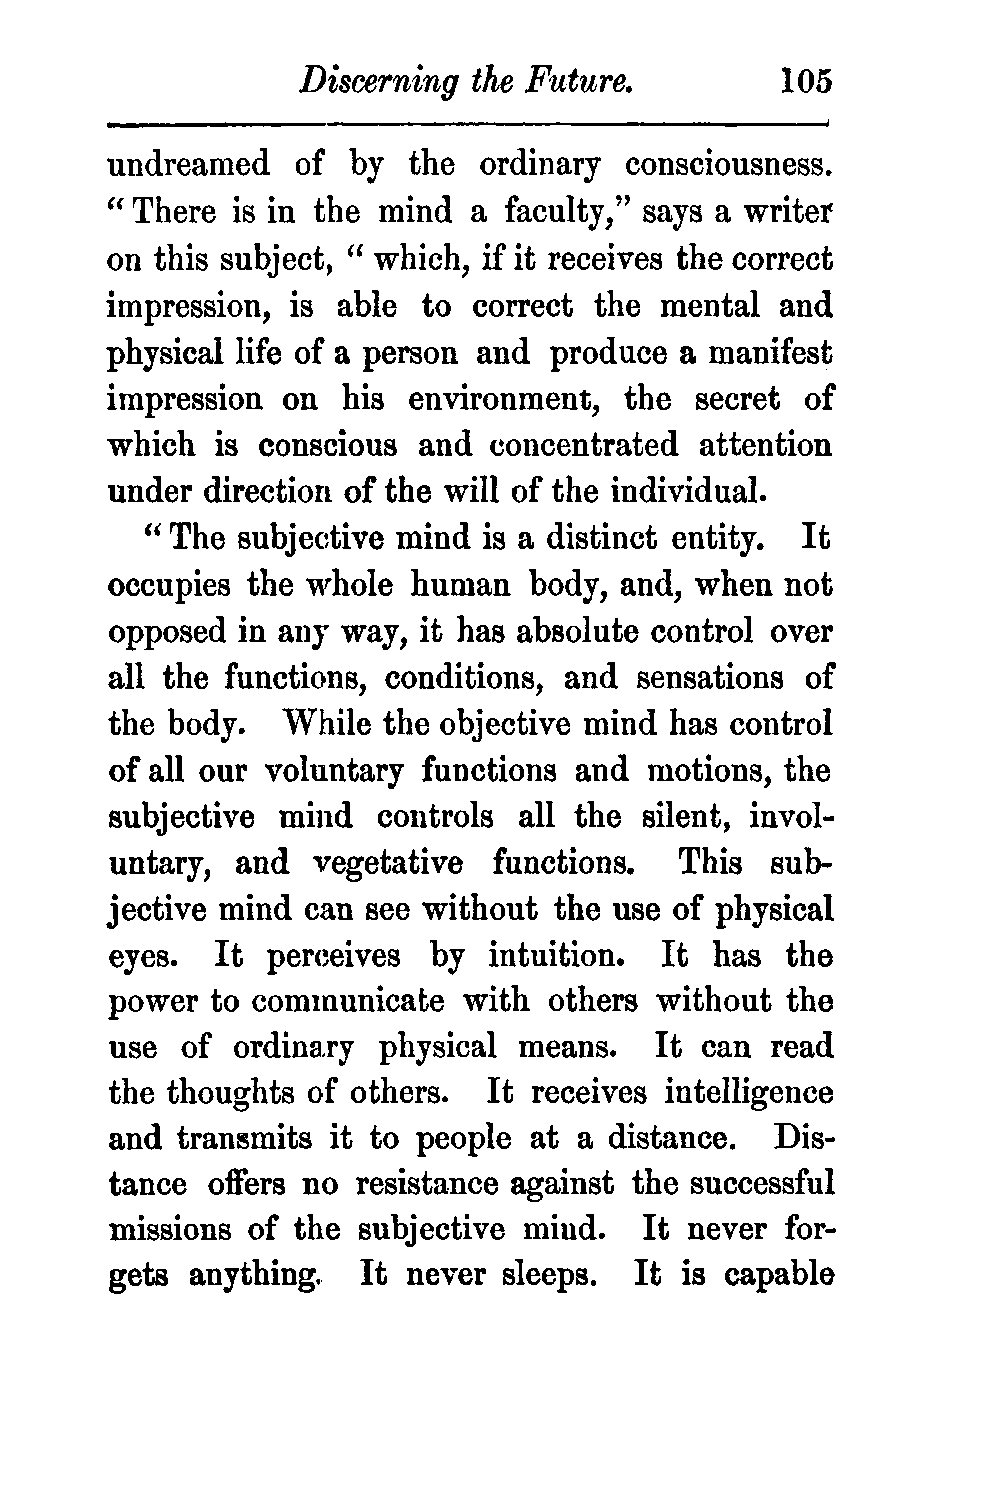 Discerning the Future. 105
undreamed of by the ordinary consciousness.
“ There is in the mind a faculty,” says a writer
on this subject, “ which, if it receives the correct
impression, is able to correct the mental and
physical life of a person and produce a manifest
impression on his environment, the secret of
which is conscious and concentrated attention
under direction of the will of the individual.
“ The subjective mind is a distinct entity. It
occupies the whole human body, and, when not
opposed in any way, it has absolute control over
all the functions, conditions, and sensations of
the body. While the objective mind has control
of all our voluntary functions and motions, the
subjective mind controls all the silent, invol-
untary, and vegetative functions. This sub-
jective mind can see without the use of physical
eyes. It perceives by intuition. It has the
power to communicate with others without the
use of ordinary physical means. It can read
the thoughts of others. It receives intelligence
and transmits it to people at a distance. Dis-
tance offers no resistance against the successful
missions of the subjective mind. It never for-
gets anything. It never sleeps. It is capable